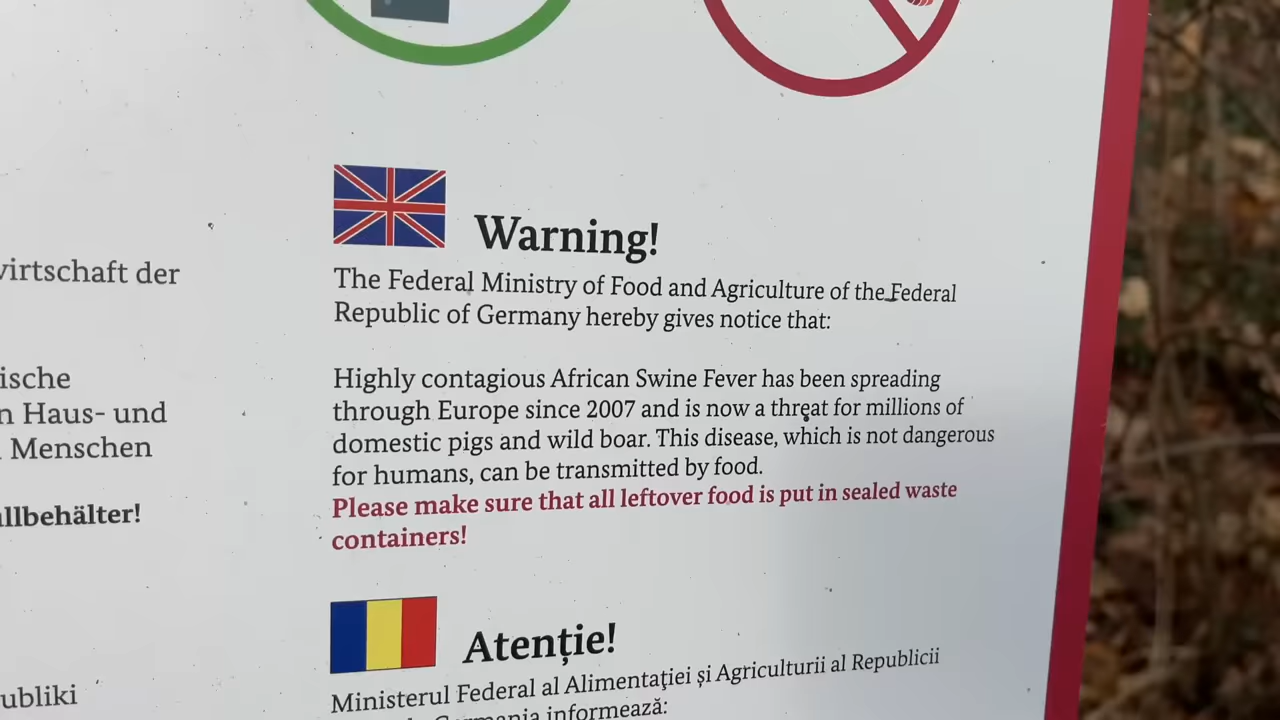 virtschaft der
ische
n Haus- und
Menschen
llbehälter!
ubliki
Warning!
The Federal Ministry of Food and Agriculture of the Federal
Republic of Germany hereby gives notice that:
Highly contagious African Swine Fever has been spreading
through Europe since 2007 and is now a threat for millions of
domestic pigs and wild boar. This disease, which is not dangerous
for humans, can be transmitted by food.
Please make sure that all leftover food is put in sealed waste
containers!
Atenție!
Ministerul Federal al Alimentaţiei și Agriculturii al Republicii
Germania informează: